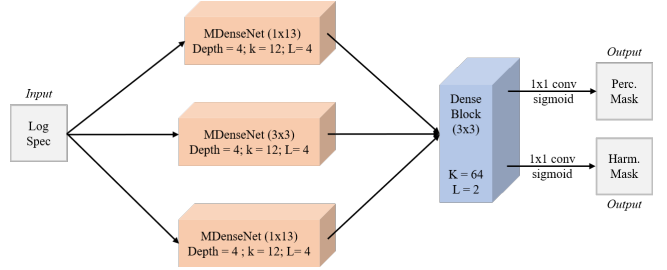 MDenseNet (1x13)
Depth = 4; k = 12; L= 4
Input
Log
Spec
MDenseNet (3x3)
Depth = 4; k = 12; L= 4
MDenseNet (1x13)
Depth = 4 ; k = 12; L= 4
Dense
Block
(3x3)
K = 64
L = 2
1x1 conv
sigmoid
1x1 conv
sigmoid
Output
Perc.
Mask
Harm.
Mask
Output